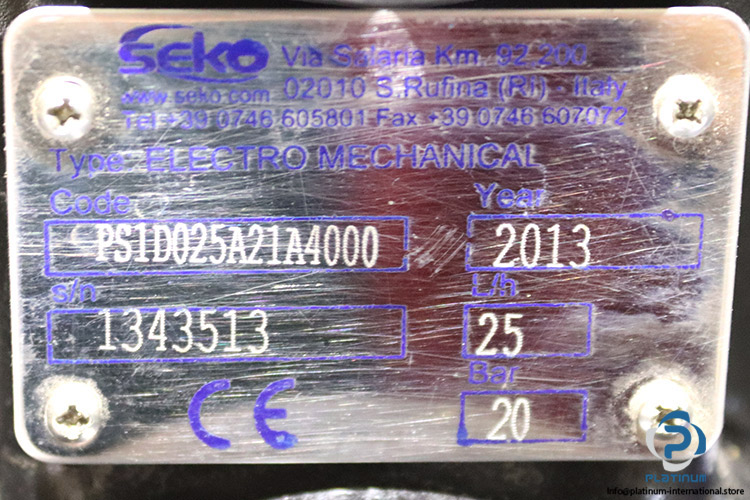 seko Via Salaria Km. 92,200
www.seko.com 02010 S.Rufina (Ri) - Italy
Tel +39 0746 605801 Fax +39 0746 607072
Type: ELECTRO MECHANICAL
Code Year
PS1D025A21A4000 2013
s/n L/h
1343513 25
Bar
CE 20
PLATINUM
Info@platinum-international.store